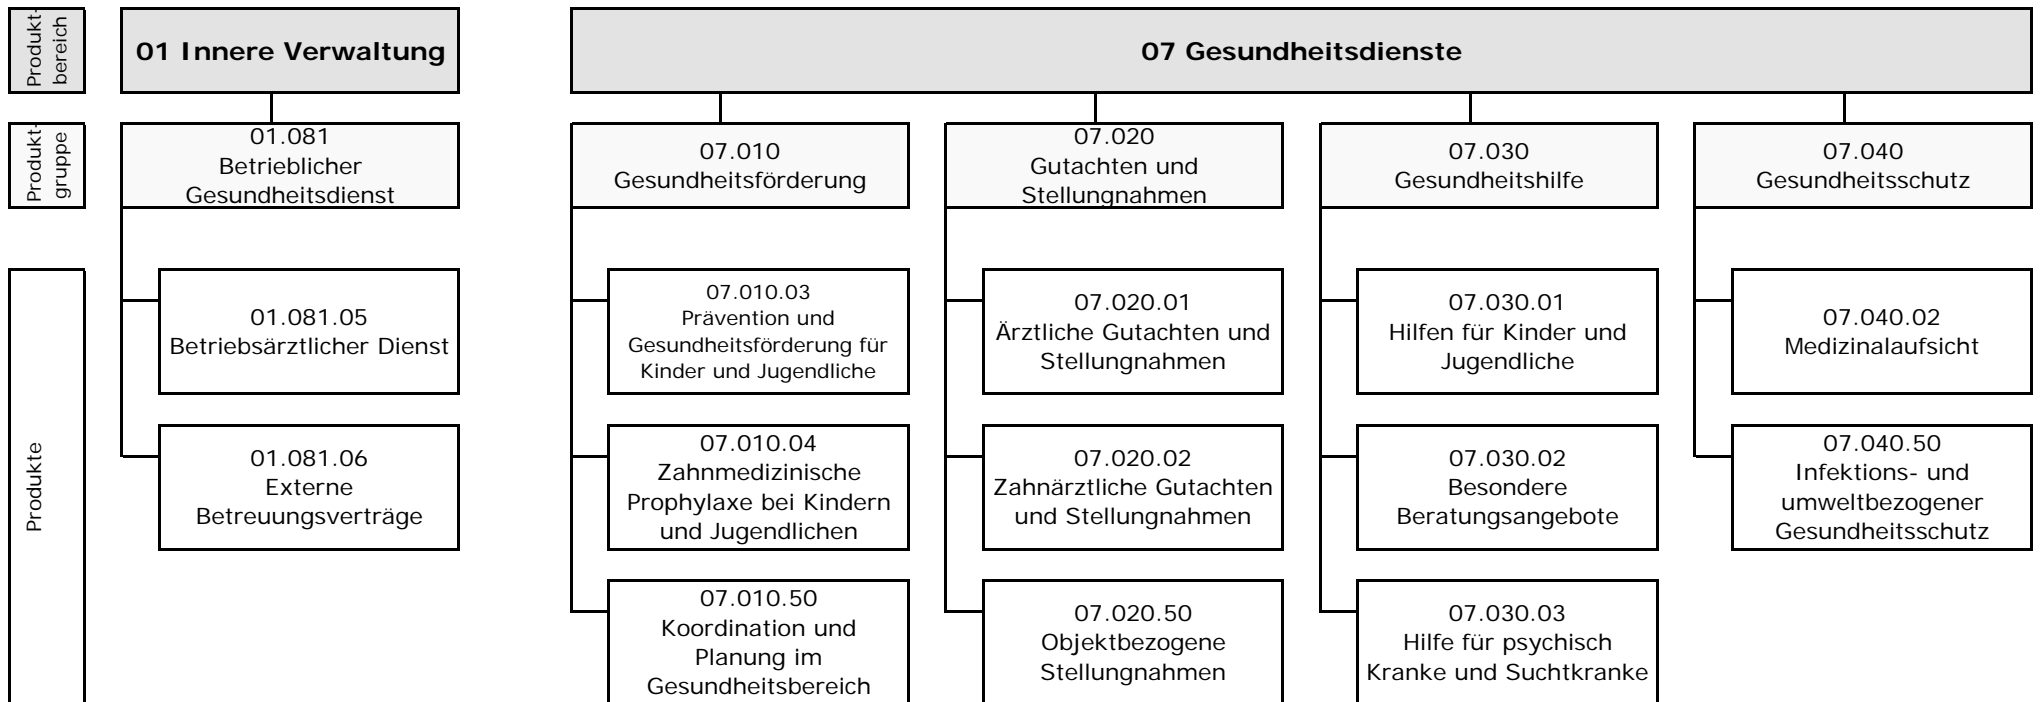 Produkt-
bereich
01 Innere Verwaltung
07 Gesundheitsdienste
Produkt-
gruppe
01.081
Betrieblicher
Gesundheitsdienst
07.010
Gesundheitsförderung
07.020
Gutachten und
Stellungnahmen
07.030
Gesundheitshilfe
07.040
Gesundheitsschutz
Produkte
01.081.05
Betriebsärztlicher Dienst
07.010.03
Prävention und
Gesundheitsförderung für
Kinder und Jugendliche
07.020.01
Ärztliche Gutachten und
Stellungnahmen
07.030.01
Hilfen für Kinder und
Jugendliche
07.040.02
Medizinalaufsicht
01.081.06
Externe
Betreuungsverträge
07.010.04
Zahnmedizinische
Prophylaxe bei Kindern
und Jugendlichen
07.020.02
Zahnärztliche Gutachten
und Stellungnahmen
07.030.02
Besondere
Beratungsangebote
07.040.50
Infektions- und
umweltbezogener
Gesundheitsschutz
07.010.50
Koordination und
Planung im
Gesundheitsbereich
07.020.50
Objektbezogene
Stellungnahmen
07.030.03
Hilfe für psychisch
Kranke und Suchtkranke